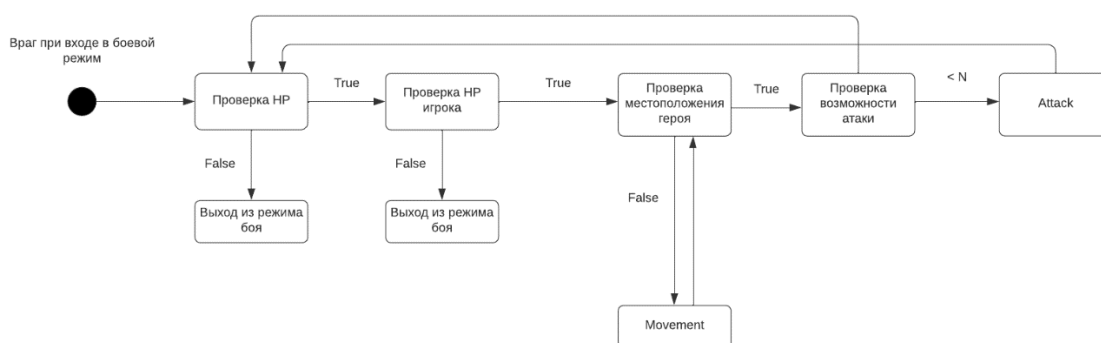 Враг при входе в боевой
режим
Проверка HP
True
Проверка HP
игрока
True
Проверка
местоположения
героя
True
Проверка
возможности
атаки
< N
Attack
False
False
False
Выход из режима
боя
Выход из режима
боя
Movement